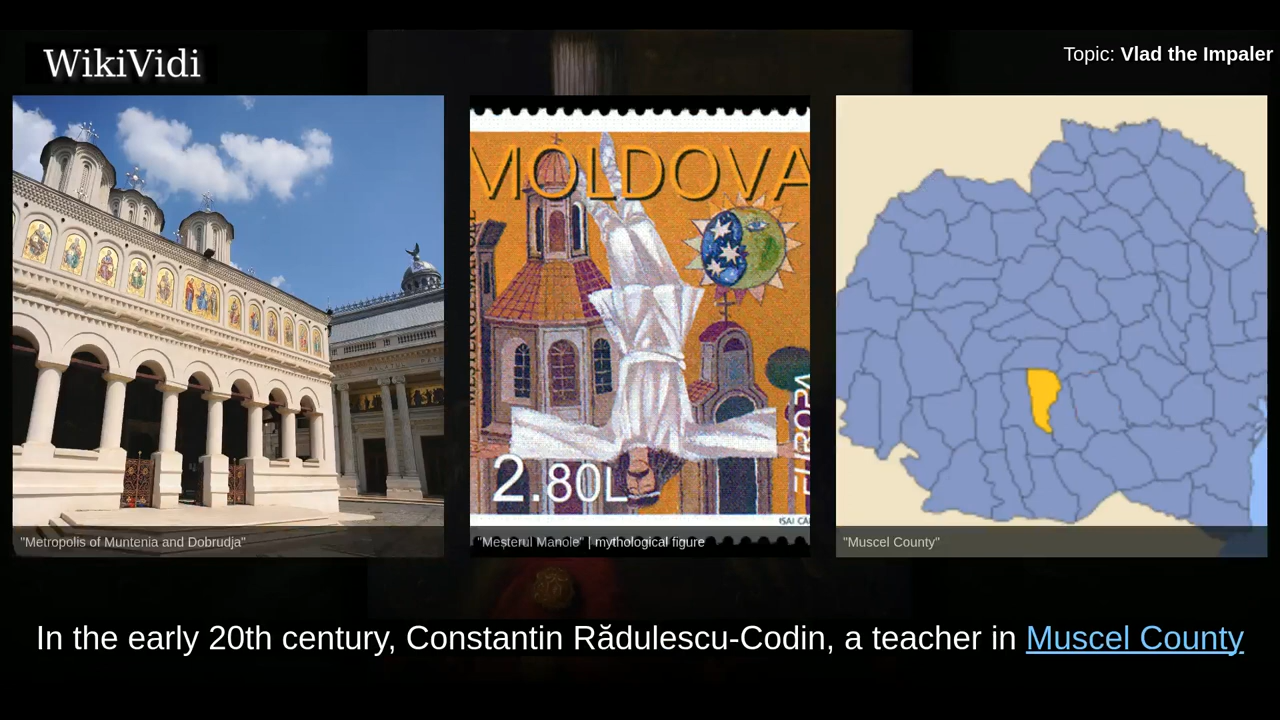 WikiVidi
Topic: Vlad the Impaler
MOLDOVA
2.80L
EUROPA
"Metropolis of Muntenia and Dobrudja"
"Meșterul Manole" | mythological figure
"Muscel County"
In the early 20th century, Constantin Rădulescu-Codin, a teacher in Muscel County